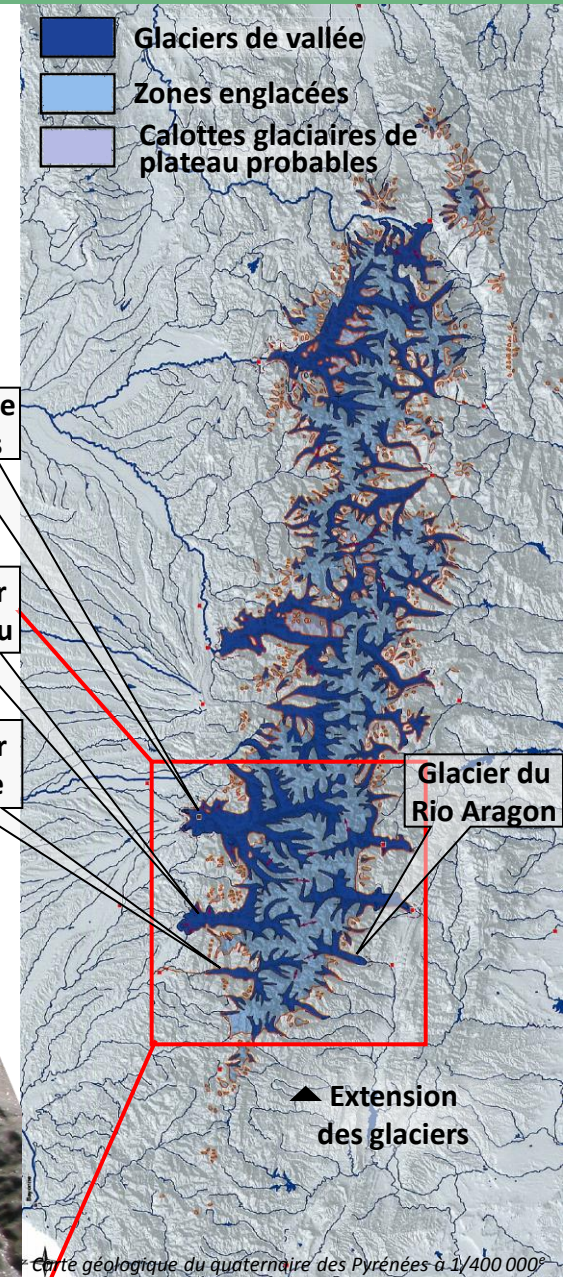 Glaciers de vallée
Zones englacées
Calottes glaciaires de
plateau probables
e
s
r
u
r
e
Glacier du
Rio Aragon
Extension
des glaciers
Carte géologique du quaternaire des Pyrénées à 1/400 000e